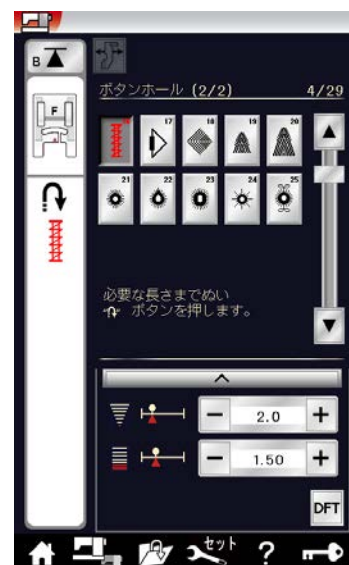 B
ボタンホール (2/2) 4/29
F
16 17 18 19 20
21 22 23 24 25
必要な長さまでぬい
ボタンを押します。
− 2.0 +
− 1.50 +
DFT
セット ?